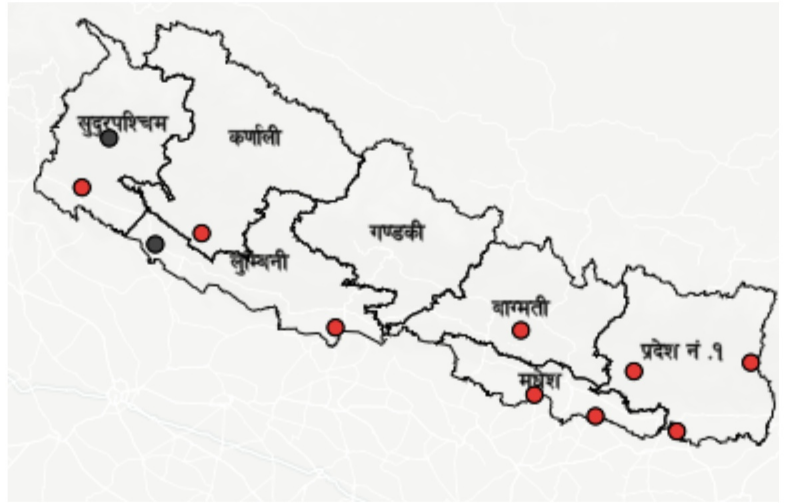 सुदूरपश्चिम
कर्णाली
गण्डकी
लुम्बिनी
बाग्मती
प्रदेश नं .१
मधेश